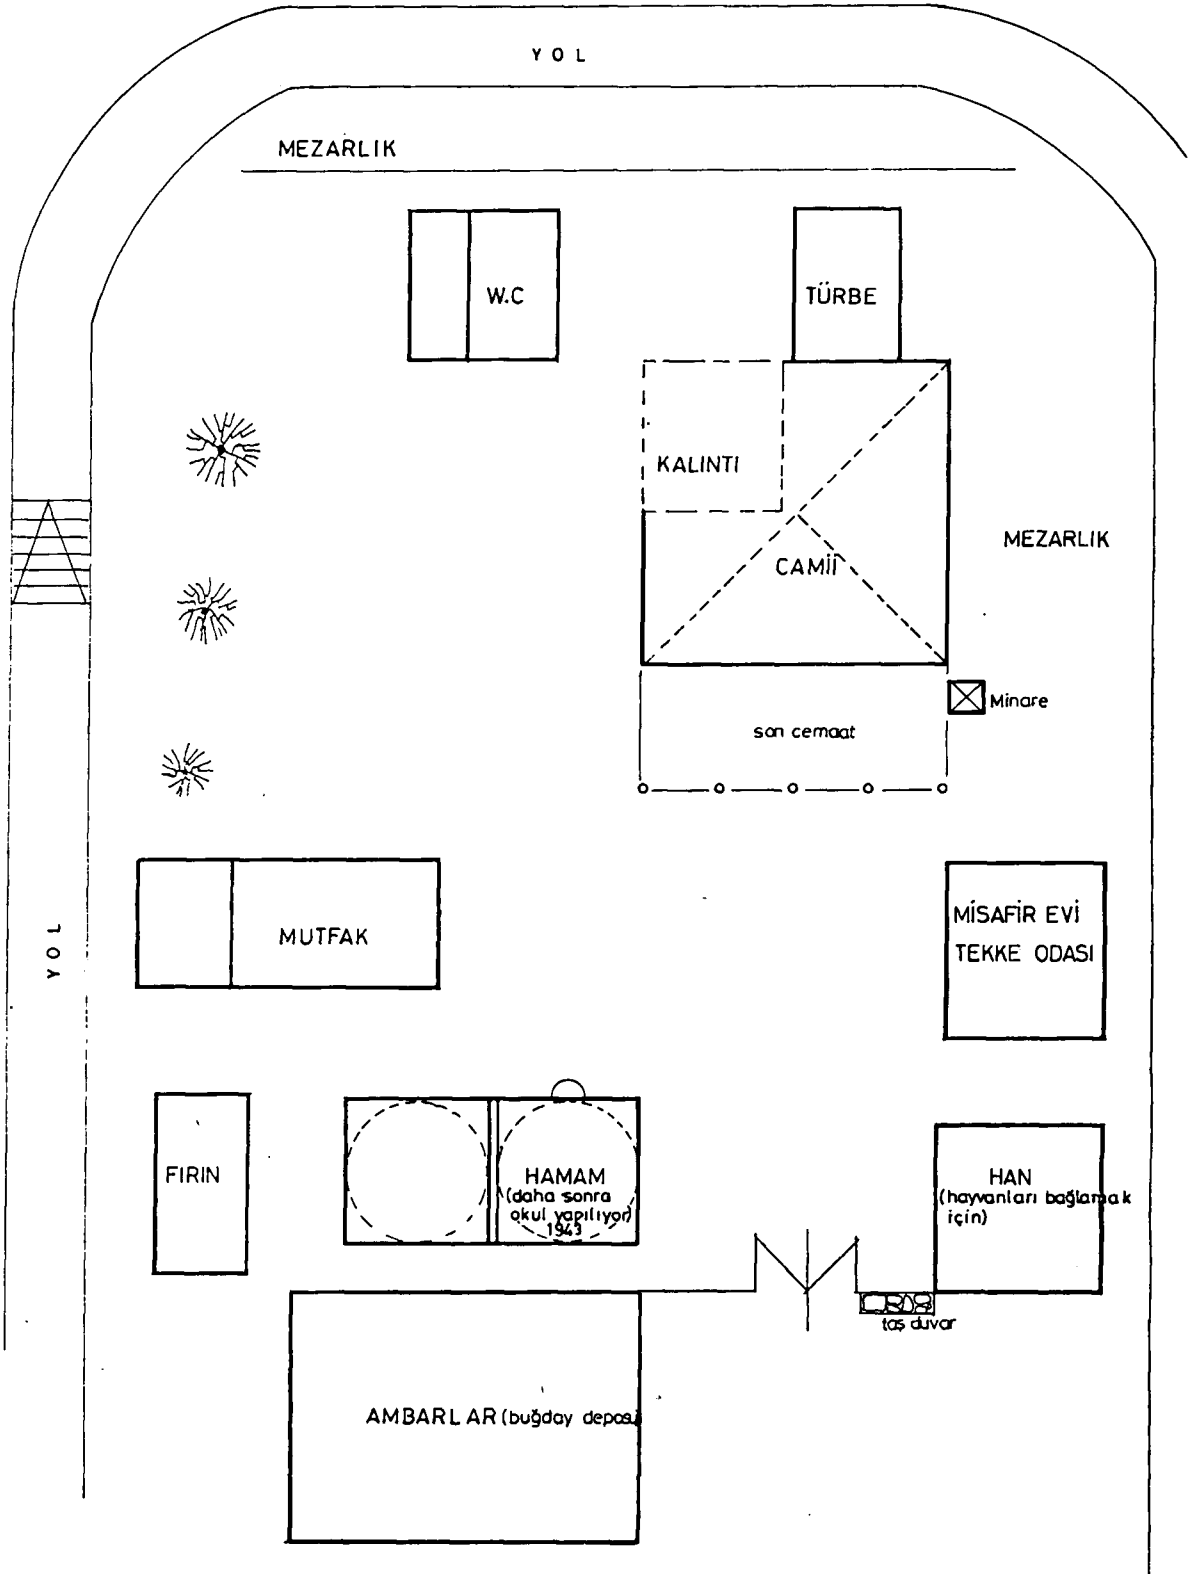 YOL
MEZARLIK
W.C
TÜRBE
KALINTI
CAMİİ
MEZARLIK
Minare
son cemaat
YOL
MUTFAK
MİSAFİR EVİ
TEKKE ODASI
FIRIN
HAMAM
(daha sonra
okul yapılıyor)
1943
HAN
(hayvanları bağlamak
için)
taş duvar
AMBARLAR (buğday deposu)